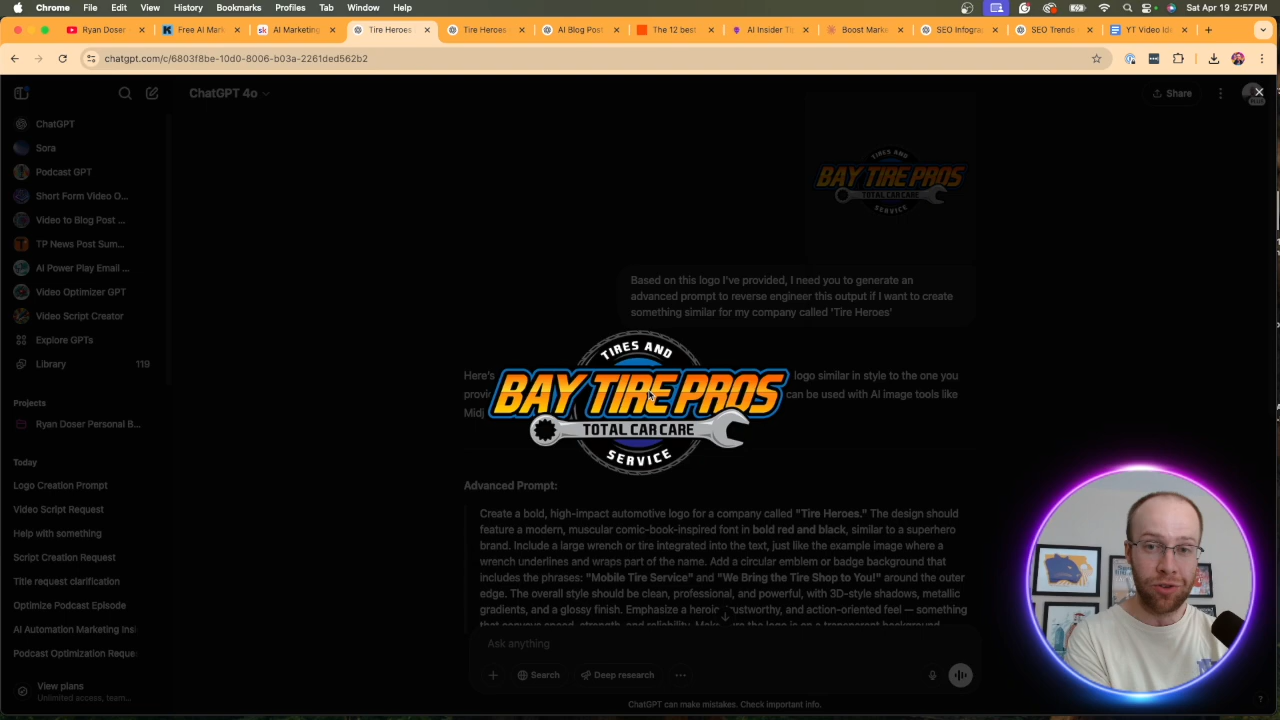 Chrome File Edit View History Bookmarks Profiles Tab Window Help
Sat Apr 19 2:57PM
Ryan Doser
Free AI Mark
AI Marketing
Tire Heroes
Tire Heroes
AI Blog Post
The 12 best
AI Insider Ti
Boost Marke
SEO Infogra
SEO Trends
YT Video Id
chatgpt.com/c/6803f8be-10d0-8006-b03a-2261ded562b2
ChatGPT 4o
Share
PLUS
ChatGPT
Sora
Podcast GPT
Short Form Video O...
Video to Blog Post ...
TP News Post Sum...
AI Power Play Email ...
Video Optimizer GPT
Video Script Creator
Explore GPTs
Library 119
Projects
Ryan Doser Personal B...
Today
Logo Creation Prompt
Video Script Request
Help with something
Script Creation Request
Title request clarification
Optimize Podcast Episode
AI Automation Marketing Insi
Podcast Optimization Reque
View plans
Unlimited access, team...
TIRES AND
BAY TIRE PROS
TOTAL CAR CARE
SERVICE
Based on this logo I've provided, I need you to generate an
advanced prompt to reverse engineer this output if I want to create
something similar for my company called 'Tire Heroes'
Here's
logo similar in style to the one you
provi
can be used with AI image tools like
Midj
TIRES AND
BAY TIRE PROS
TOTAL CAR CARE
SERVICE
Advanced Prompt:
Create a bold, high-impact automotive logo for a company called "Tire Heroes." The design should
feature a modern, muscular comic-book-inspired font in bold red and black, similar to a superhero
brand. Include a large wrench or tire integrated into the text, just like the example image where a
wrench underlines and wraps part of the name. Add a circular emblem or badge background that
includes the phrases: "Mobile Tire Service" and "We Bring the Tire Shop to You!" around the outer
edge. The overall style should be clean, professional, and powerful, with 3D-style shadows, metallic
gradients, and a glossy finish. Emphasize a heroic, trustworthy, and action-oriented feel — something
Ask anything
Search
Deep research
ChatGPT can make mistakes. Check important info.
?